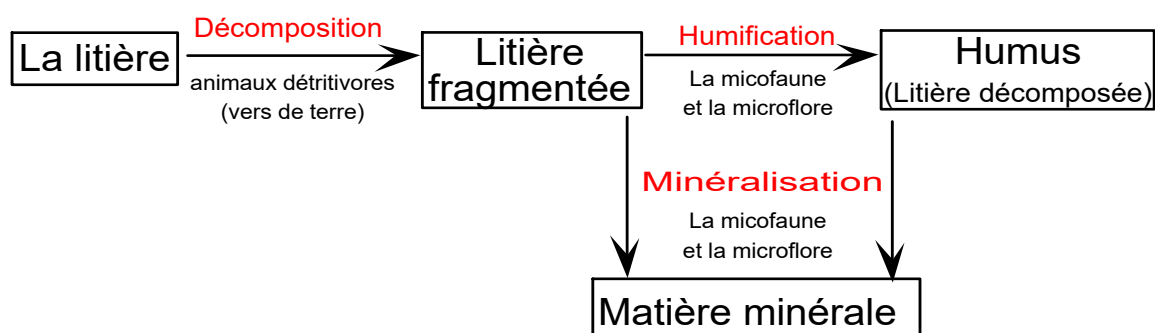 La litière
Décomposition
animaux détritivores
(vers de terre)
Litière
fragmentée
Humification
La micofaune
et la microflore
Humus
(Litière décomposée)
Minéralisation
La micofaune
et la microflore
Matière minérale